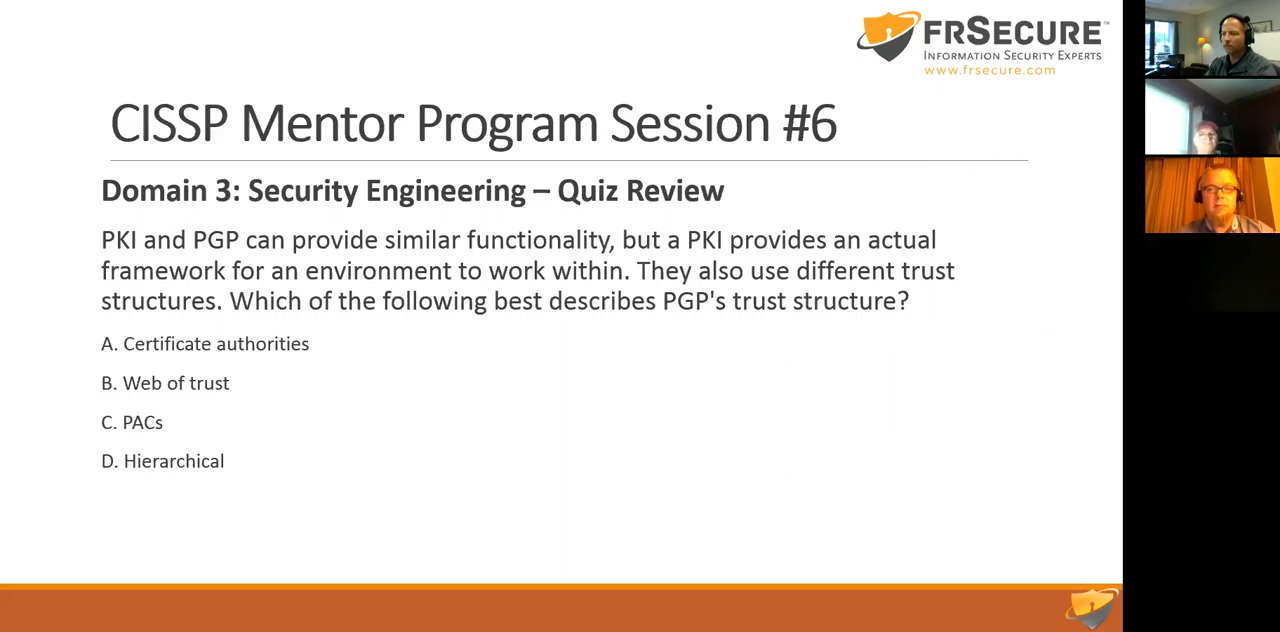 FRSECURE™
INFORMATION SECURITY EXPERTS
www.frsecure.com
CISSP Mentor Program Session #6
Domain 3: Security Engineering – Quiz Review
PKI and PGP can provide similar functionality, but a PKI provides an actual
framework for an environment to work within. They also use different trust
structures. Which of the following best describes PGP's trust structure?
A. Certificate authorities
B. Web of trust
C. PACs
D. Hierarchical